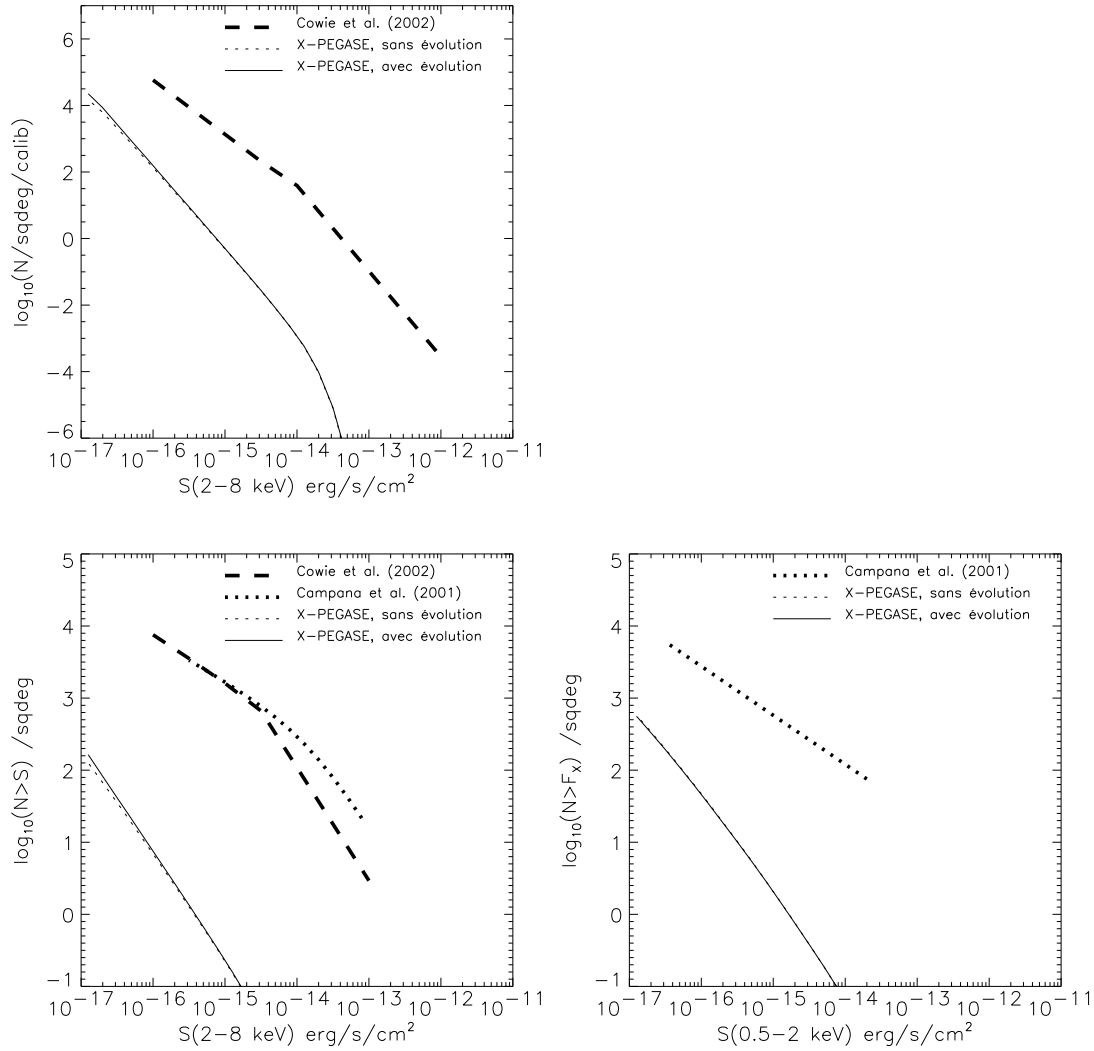 Cowie et al. (2002)
X-PEGASE, sans évolution
X-PEGASE, avec évolution
log₁₀(N/sqdeg/calib)
6
4
2
0
−2
−4
−6
10⁻¹⁷ 10⁻¹⁶ 10⁻¹⁵ 10⁻¹⁴ 10⁻¹³ 10⁻¹² 10⁻¹¹
S(2−8 keV) erg/s/cm²
Cowie et al. (2002)
Campana et al. (2001)
X-PEGASE, sans évolution
X-PEGASE, avec évolution
log₁₀(N>S) /sqdeg
5
4
3
2
1
0
−1
10⁻¹⁷ 10⁻¹⁶ 10⁻¹⁵ 10⁻¹⁴ 10⁻¹³ 10⁻¹² 10⁻¹¹
S(2−8 keV) erg/s/cm²
Campana et al. (2001)
X-PEGASE, sans évolution
X-PEGASE, avec évolution
log₁₀(N>Fₓ) /sqdeg
5
4
3
2
1
0
−1
10⁻¹⁷ 10⁻¹⁶ 10⁻¹⁵ 10⁻¹⁴ 10⁻¹³ 10⁻¹² 10⁻¹¹
S(0.5−2 keV) erg/s/cm²